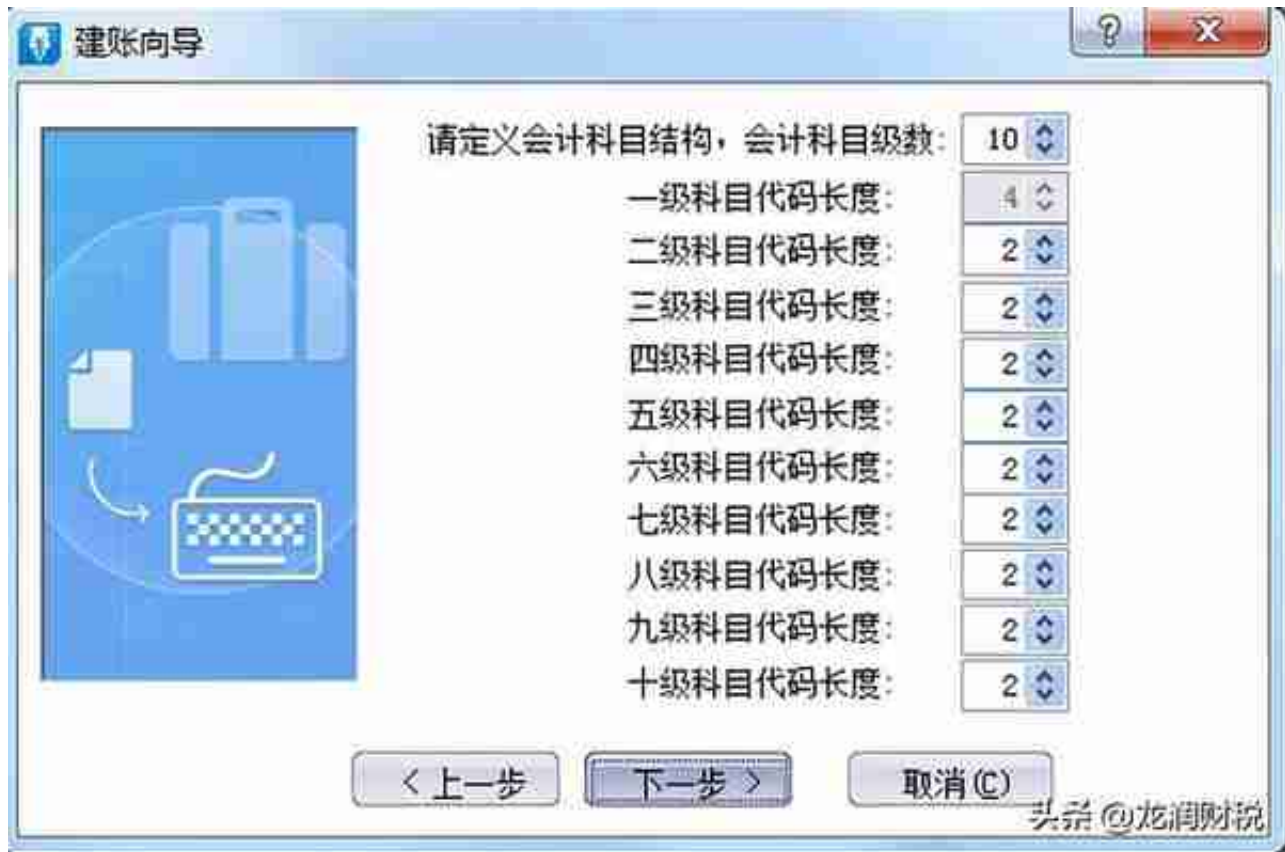 建账向导
请定义会计科目结构，会计科目级数： 10
一级科目代码长度： 4
二级科目代码长度： 2
三级科目代码长度： 2
四级科目代码长度： 2
五级科目代码长度： 2
六级科目代码长度： 2
七级科目代码长度： 2
八级科目代码长度： 2
九级科目代码长度： 2
十级科目代码长度： 2
<上一步 下一步> 取消(C)
头条 @龙润财税